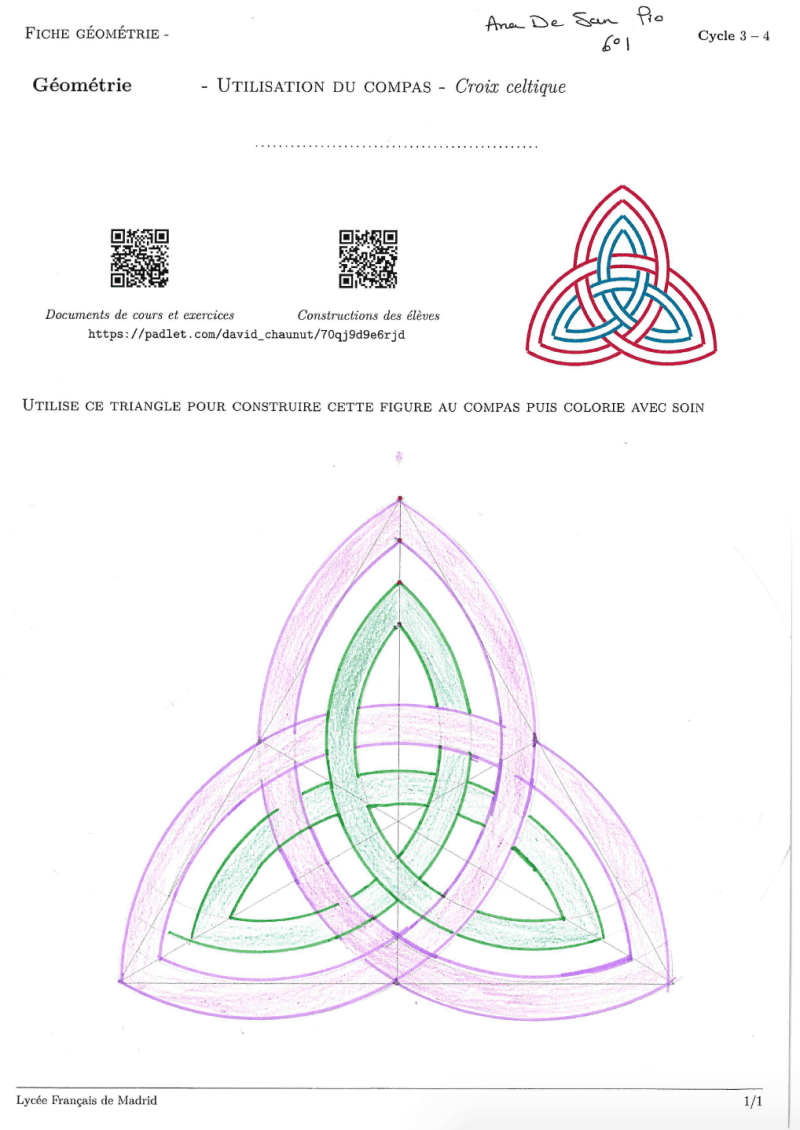 Ana De San Pio
FICHE GÉOMÉTRIE -
6º1
Cycle 3 – 4
Géométrie - UTILISATION DU COMPAS - Croix celtique
Documents de cours et exercices
Constructions des élèves
https://padlet.com/david_chaunut/70qj9d9e6rjd
UTILISE CE TRIANGLE POUR CONSTRUIRE CETTE FIGURE AU COMPAS PUIS COLORIE AVEC SOIN
Lycée Français de Madrid
1/1